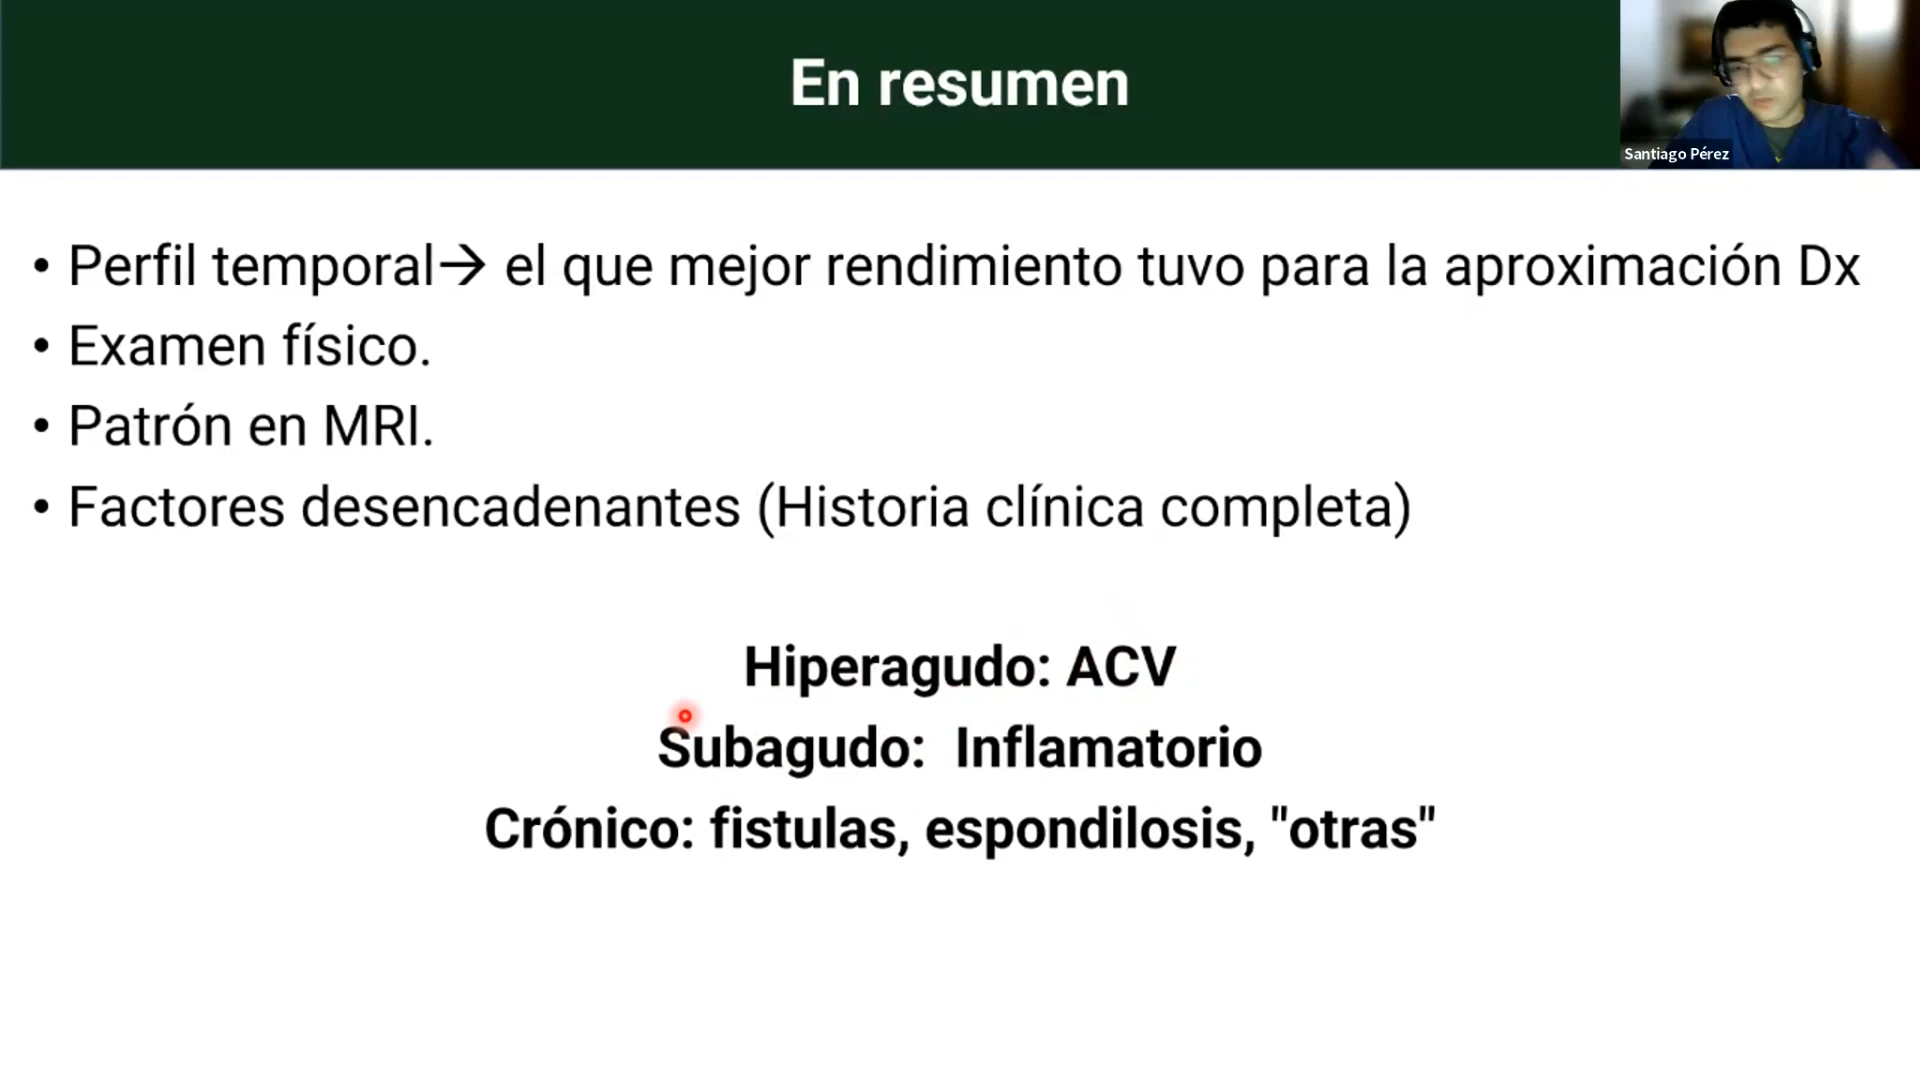 En resumen
Santiago Pérez
• Perfil temporal→ el que mejor rendimiento tuvo para la aproximación Dx
• Examen físico.
• Patrón en MRI.
• Factores desencadenantes (Historia clínica completa)
Hiperagudo: ACV
Subagudo:  Inflamatorio
Crónico: fistulas, espondilosis, "otras"